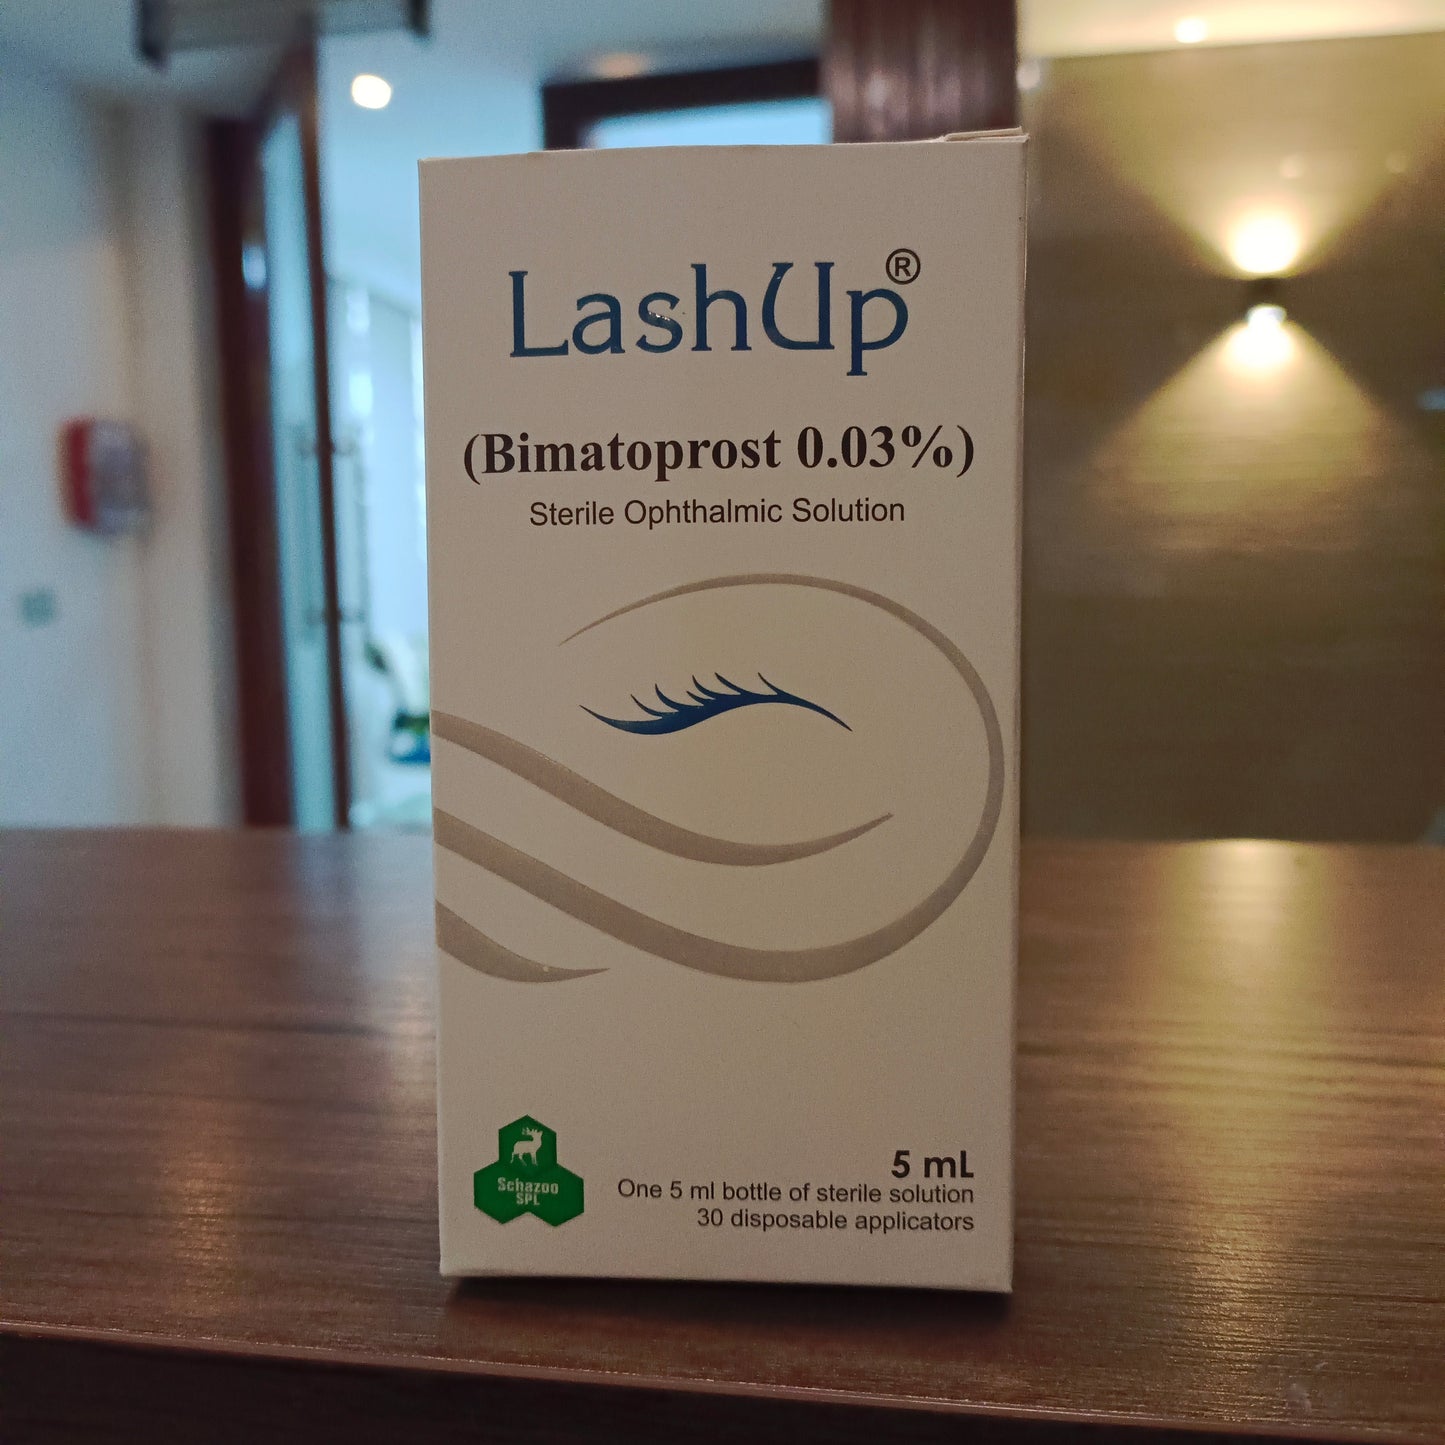 LashUp®
(Bimatoprost 0.03%)
Sterile Ophthalmic Solution
Schazoo
SPL
5 mL
One 5 ml bottle of sterile solution
30 disposable applicators